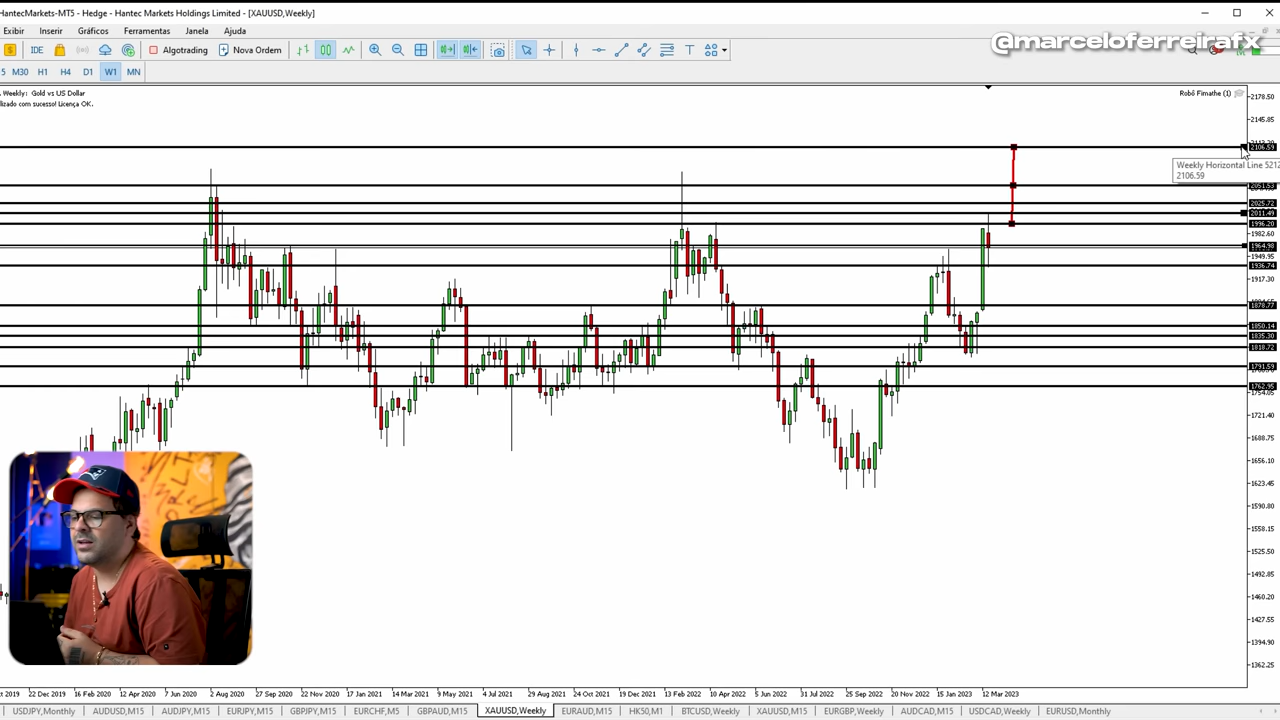 HantecMarkets-MT5 - Hedge - Hantec Markets Holdings Limited - [XAUUSD,Weekly]
Exibir Inserir Gráficos Ferramentas Janela Ajuda
IDE Algotrading Nova Ordem
@marceloferreirafx
5 M30 H1 H4 D1 W1 MN
Weekly: Gold vs US Dollar
lizado com sucesso! Licença OK.
Robô Fimathe (1)
2178.50
2145.85
2106.59
Weekly Horizontal Line 5212
2106.59
2051.53
2025.72
2011.49
1996.20
1982.60
1964.98
1949.95
1936.74
1917.30
1878.77
1850.14
1835.30
1818.72
1791.59
1762.95
1754.05
1721.40
1688.75
1656.10
1623.45
1590.80
1558.15
1525.50
1492.85
1460.20
1427.55
1394.90
1362.25
ct 2019 22 Dec 2019 16 Feb 2020 12 Apr 2020 7 Jun 2020 2 Aug 2020 27 Sep 2020 22 Nov 2020 17 Jan 2021 14 Mar 2021 9 May 2021 4 Jul 2021 29 Aug 2021 24 Oct 2021 19 Dec 2021 13 Feb 2022 10 Apr 2022 5 Jun 2022 31 Jul 2022 25 Sep 2022 20 Nov 2022 15 Jan 2023 12 Mar 2023
USDJPY,Monthly AUDUSD,M15 AUDJPY,M15 EURJPY,M15 GBPJPY,M15 EURCHF,M5 GBPAUD,M15 XAUUSD,Weekly EURAUD,M15 HK50,M1 BTCUSD,Weekly XAUUSD,M15 EURGBP,Weekly AUDCAD,M15 USDCAD,Weekly EURUSD,Monthly